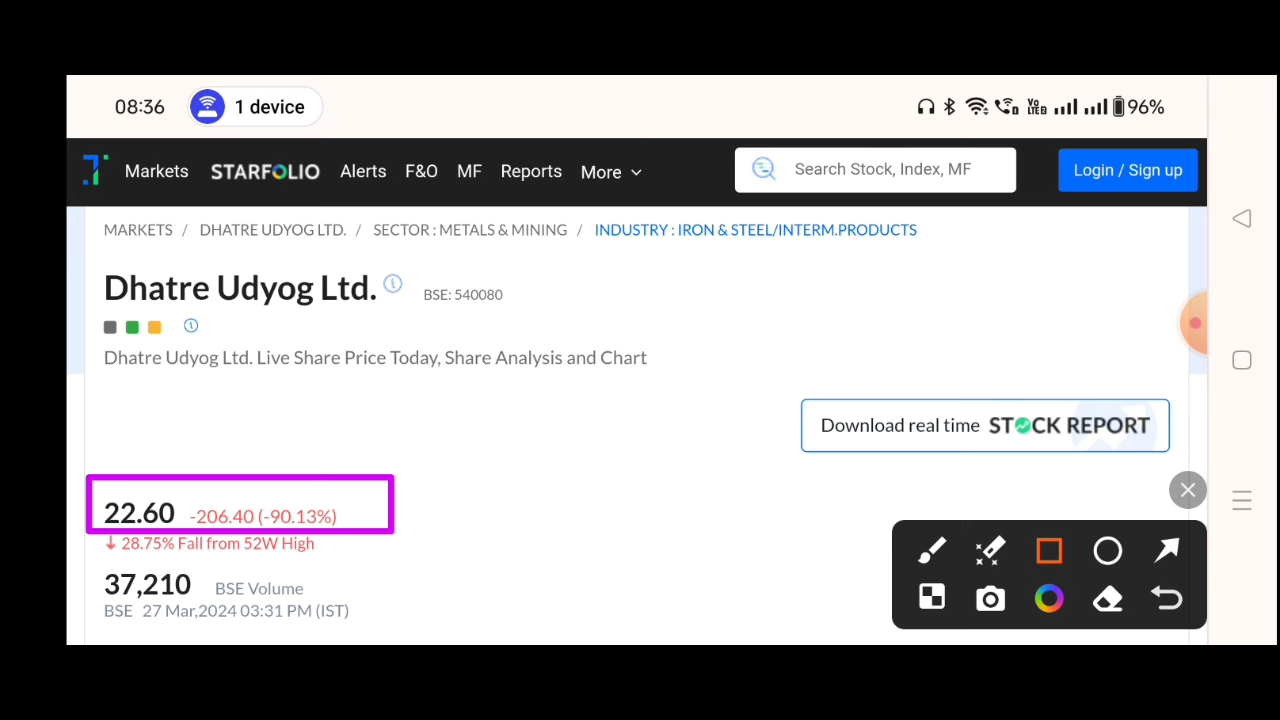 08:36 1 device Vo LTE2 96%
Markets STARFOLIO Alerts F&O MF Reports More Search Stock, Index, MF Login / Sign up
MARKETS / DHATRE UDYOG LTD. / SECTOR : METALS & MINING / INDUSTRY : IRON & STEEL/INTERM.PRODUCTS
Dhatre Udyog Ltd. BSE: 540080
Dhatre Udyog Ltd. Live Share Price Today, Share Analysis and Chart
Download real time STOCK REPORT
22.60 -206.40 (-90.13%)
↓ 28.75% Fall from 52W High
37,210 BSE Volume
BSE 27 Mar,2024 03:31 PM (IST)